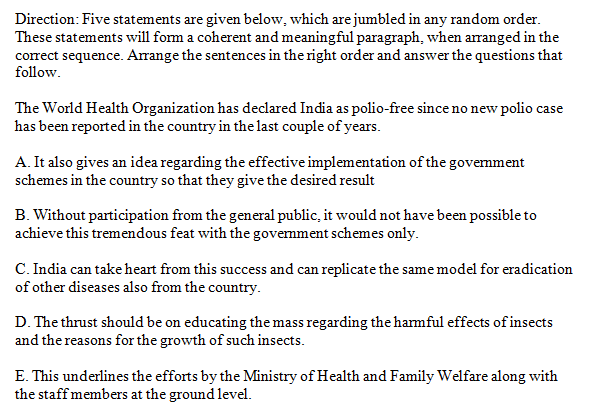 Direction: Five statements are given below, which are jumbled in any random order.
These statements will form a coherent and meaningful paragraph, when arranged in the
correct sequence. Arrange the sentences in the right order and answer the questions that
follow.
The World Health Organization has declared India as polio-free since no new polio case
has been reported in the country in the last couple of years.
A. It also gives an idea regarding the effective implementation of the government
schemes in the country so that they give the desired result
B. Without participation from the general public, it would not have been possible to
achieve this tremendous feat with the government schemes only.
C. India can take heart from this success and can replicate the same model for eradication
of other diseases also from the country.
D. The thrust should be on educating the mass regarding the harmful effects of insects
and the reasons for the growth of such insects.
E. This underlines the efforts by the Ministry of Health and Family Welfare along with
the staff members at the ground level.